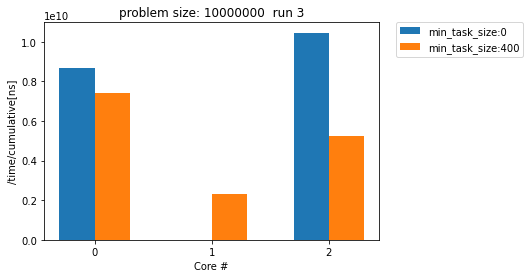 problem size: 10000000  run 3
1e10
min_task_size:0
min_task_size:400
1.0
0.8
0.6
0.4
0.2
0.0
/time/cumulative[ns]
0
1
2
Core #